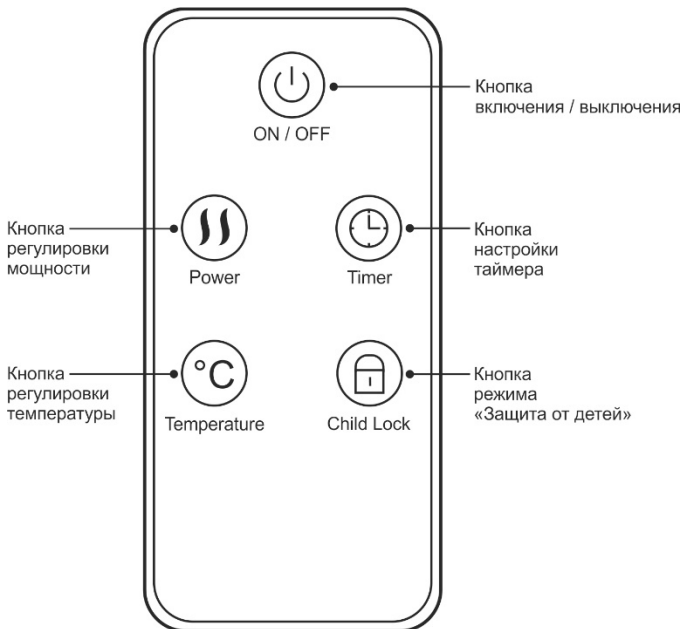 Кнопка
включения / выключения
ON / OFF
Кнопка
регулировки
мощности
Power
Timer
Кнопка
настройки
таймера
Кнопка
регулировки
температуры
°C
Temperature
Child Lock
Кнопка
режима
«Защита от детей»